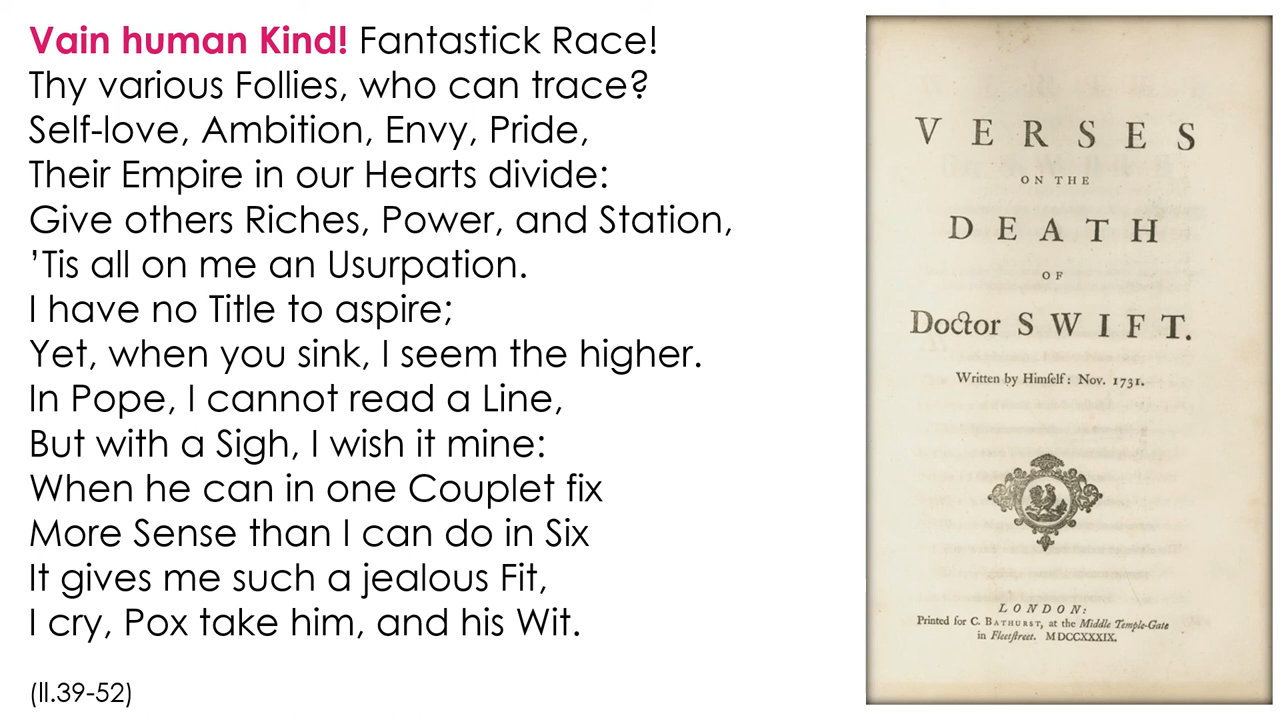 Vain human Kind! Fantastick Race!
Thy various Follies, who can trace?
Self-love, Ambition, Envy, Pride,
Their Empire in our Hearts divide:
Give others Riches, Power, and Station,
’Tis all on me an Usurpation.
I have no Title to aspire;
Yet, when you sink, I seem the higher.
In Pope, I cannot read a Line,
But with a Sigh, I wish it mine:
When he can in one Couplet fix
More Sense than I can do in Six
It gives me such a jealous Fit,
I cry, Pox take him, and his Wit.
(ll.39-52)
VERSES
ON THE
DEATH
OF
Doctor SWIFT.
Written by Himſelf: Nov. 1731.
LONDON:
Printed for C. BATHURST, at the Middle Temple-Gate
in Fleetſtreet. MDCCXXXIX.